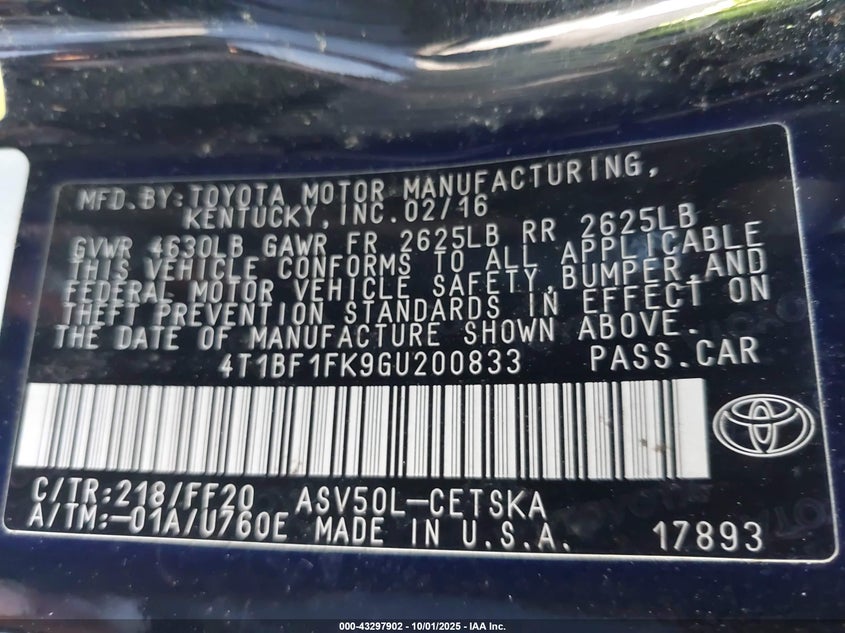 MFD.BY:TOYOTA MOTOR MANUFACTURING,
KENTUCKY,INC.02/16
GVWR 4630LB GAWR FR 2625LB RR 2625LB
THIS VEHICLE CONFORMS TO ALL APPLICABLE
FEDERAL MOTOR VEHICLE SAFETY,BUMPER,AND
THEFT PREVENTION STANDARDS IN EFFECT ON
THE DATE OF MANUFACTURE SHOWN ABOVE.
4T1BF1FK9GU200833 PASS.CAR
C/TR:218/FF20 ASV50L-CETSKA
A/TM:-01A/U760E MADE IN U.S.A. 17893
000-43297902 - 10/01/2025 - IAA Inc.